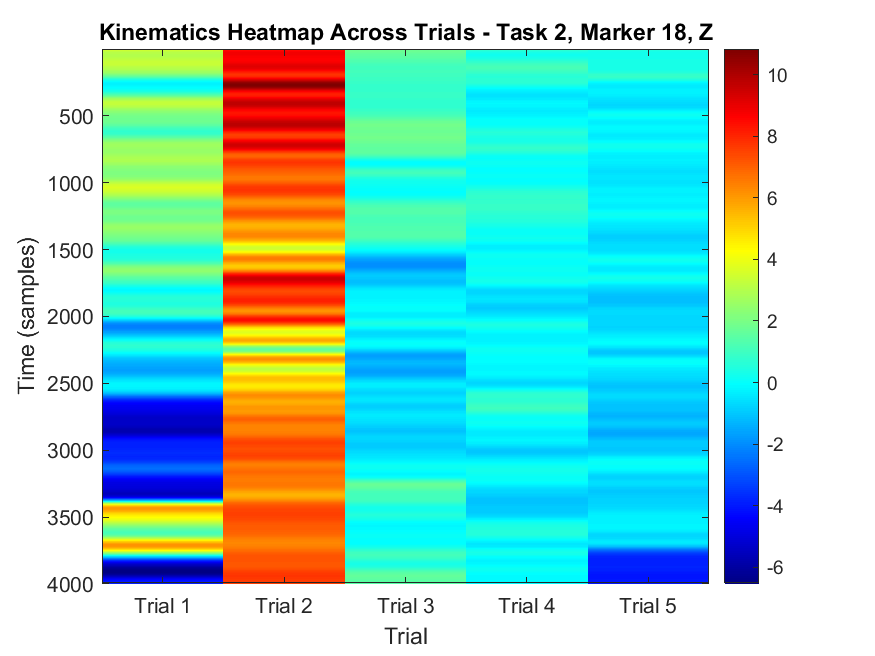 Kinematics Heatmap Across Trials - Task 2, Marker 18, Z
Time (samples)
500
1000
1500
2000
2500
3000
3500
4000
Trial 1
Trial 2
Trial 3
Trial 4
Trial 5
Trial
10
8
6
4
2
0
-2
-4
-6